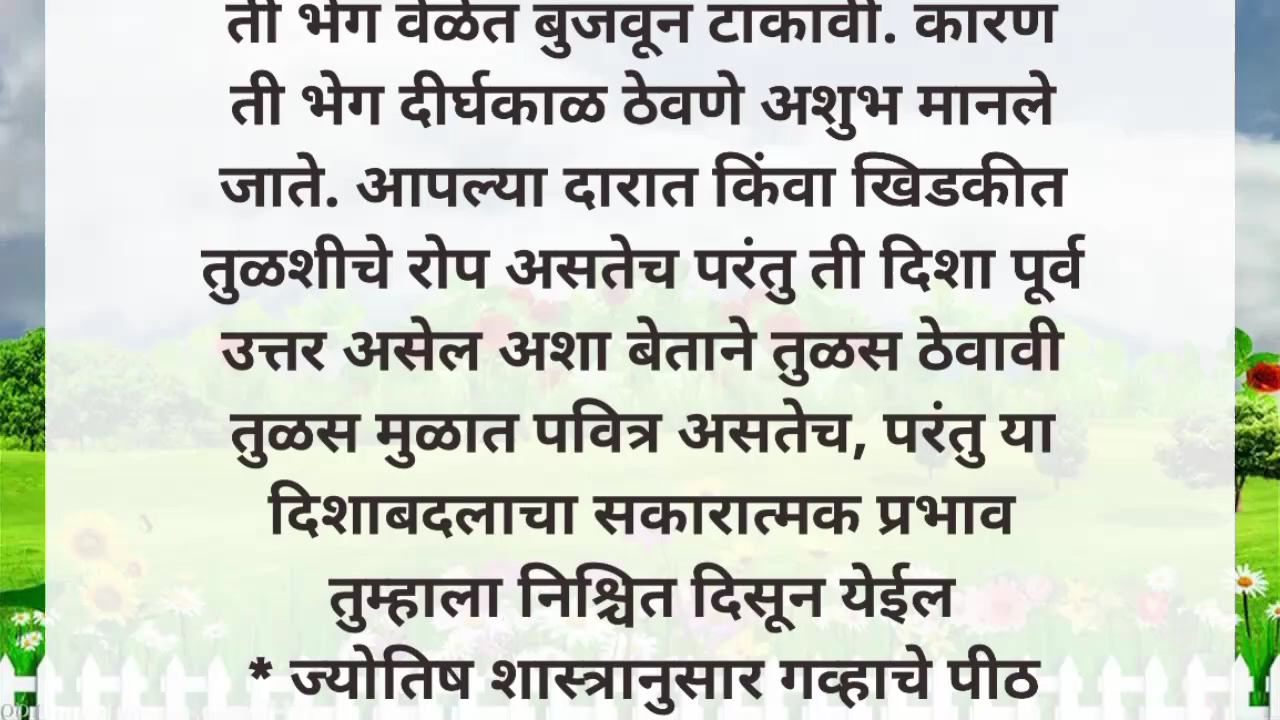 ती भेग वेळेत बुजवून टाकावी. कारण
ती भेग दीर्घकाळ ठेवणे अशुभ मानले
जाते. आपल्या दारात किंवा खिडकीत
तुळशीचे रोप असतेच परंतु ती दिशा पूर्व
उत्तर असेल अशा बेताने तुळस ठेवावी
तुळस मुळात पवित्र असतेच, परंतु या
दिशाबदलाचा सकारात्मक प्रभाव
तुम्हाला निश्चित दिसून येईल
* ज्योतिष शास्त्रानुसार गव्हाचे पीठ